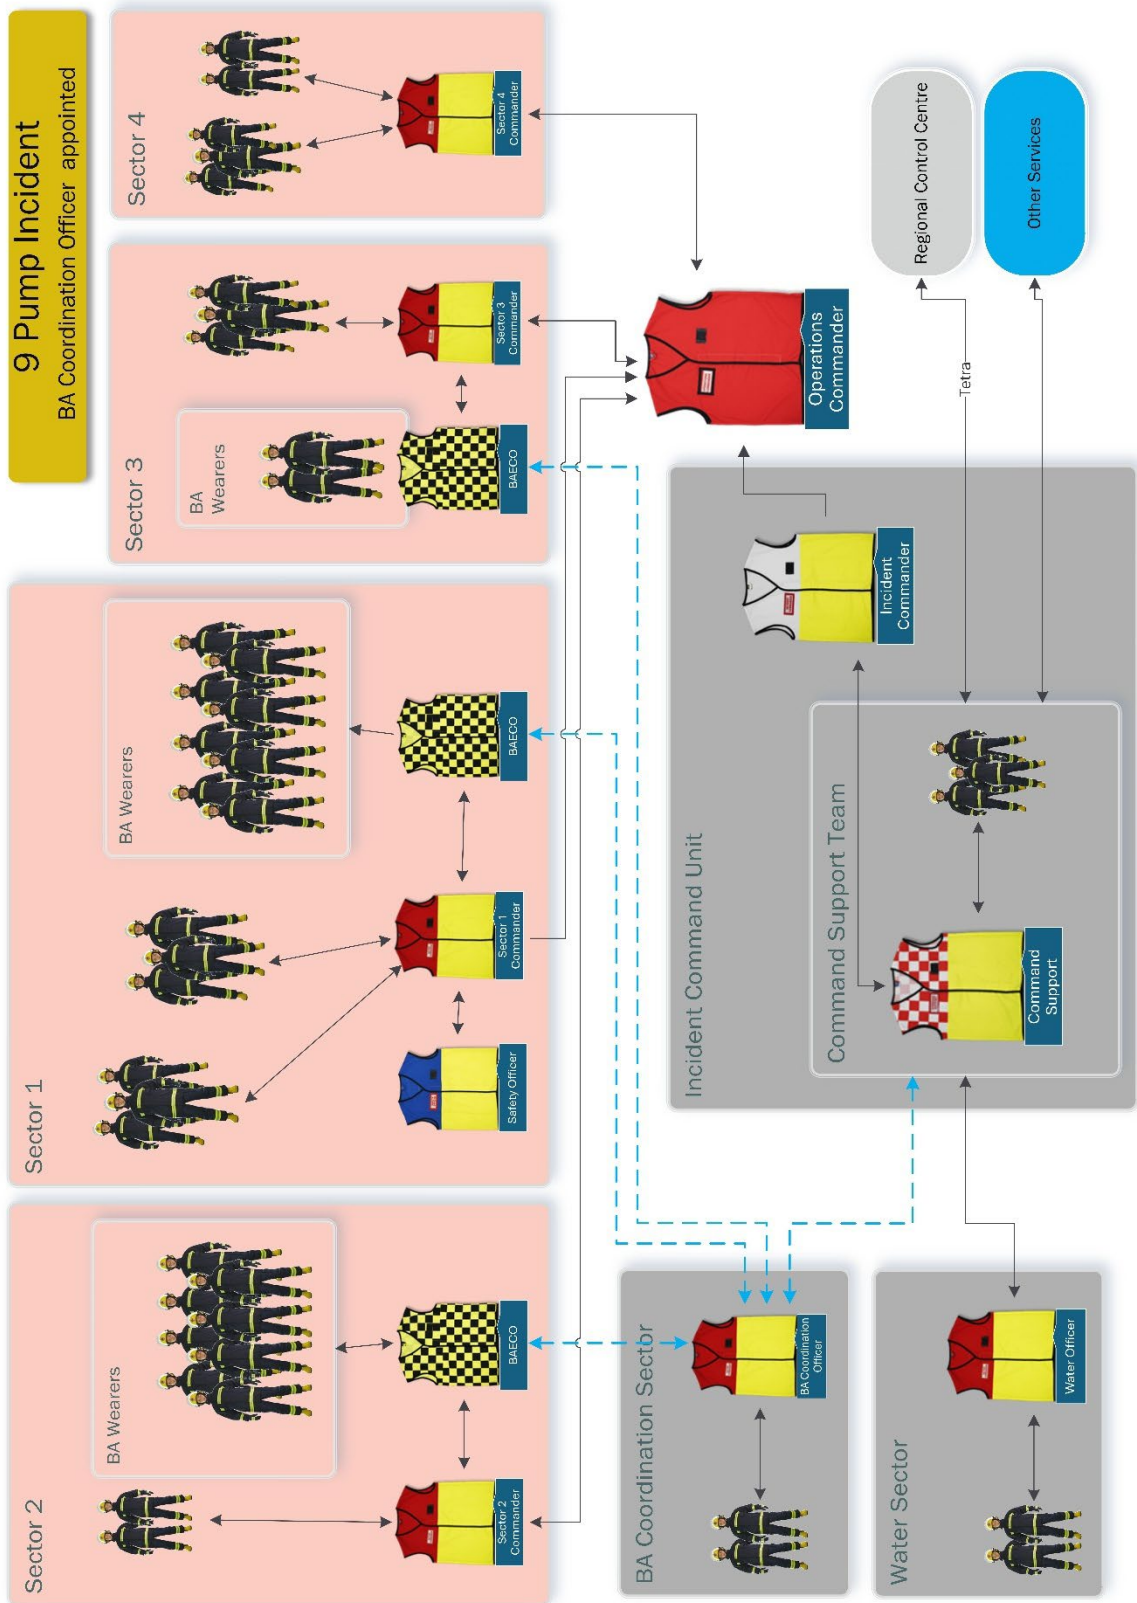 9 Pump Incident
BA Coordination Officer appointed
Sector 2
BA Wearers
Sector 2
Commander
BAECO
Sector 1
BA Wearers
Safety Officer
Sector 1
Commander
BAECO
Sector 3
BA
Wearers
BAECO
Sector 3
Commander
Sector 4
Sector 4
Commander
BA Coordination Sector
BA Coordination
Officer
Water Sector
Water Officer
Incident Command Unit
Command Support Team
Command
Support
Incident
Commander
Operations
Commander
Tetra
Regional Control Centre
Other Services